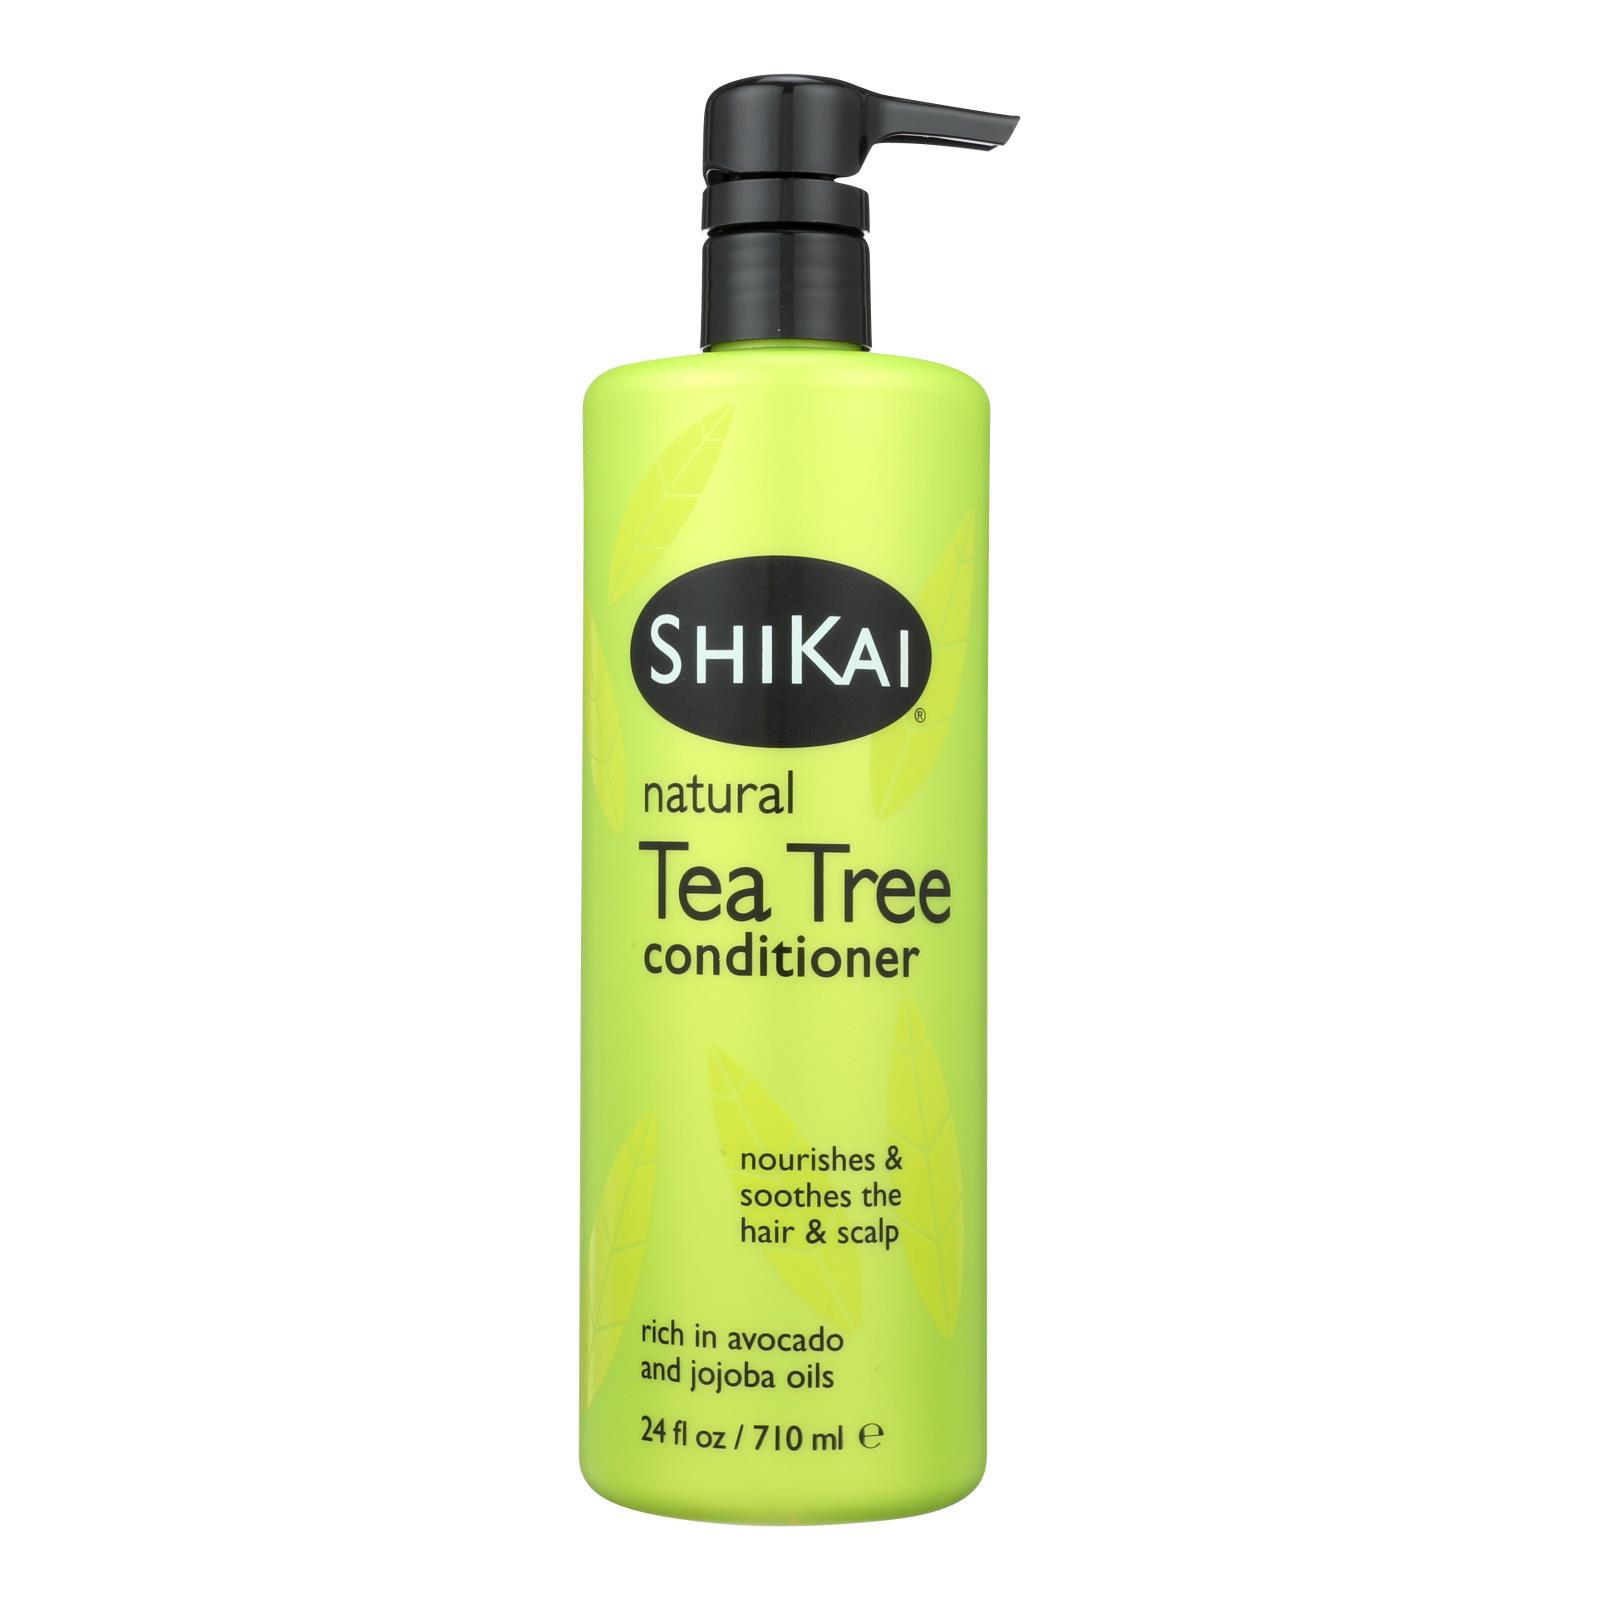 SHIKAI
®
natural
Tea Tree
conditioner
nourishes &
soothes the
hair & scalp
rich in avocado
and jojoba oils
24 fl oz / 710 ml ℮